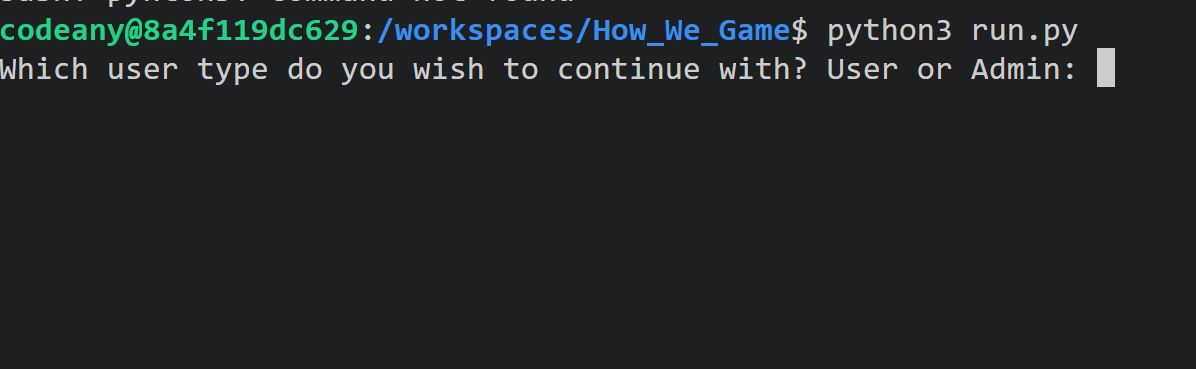 codeany@8a4f119dc629:/workspaces/How_We_Game$ python3 run.py
Which user type do you wish to continue with? User or Admin: